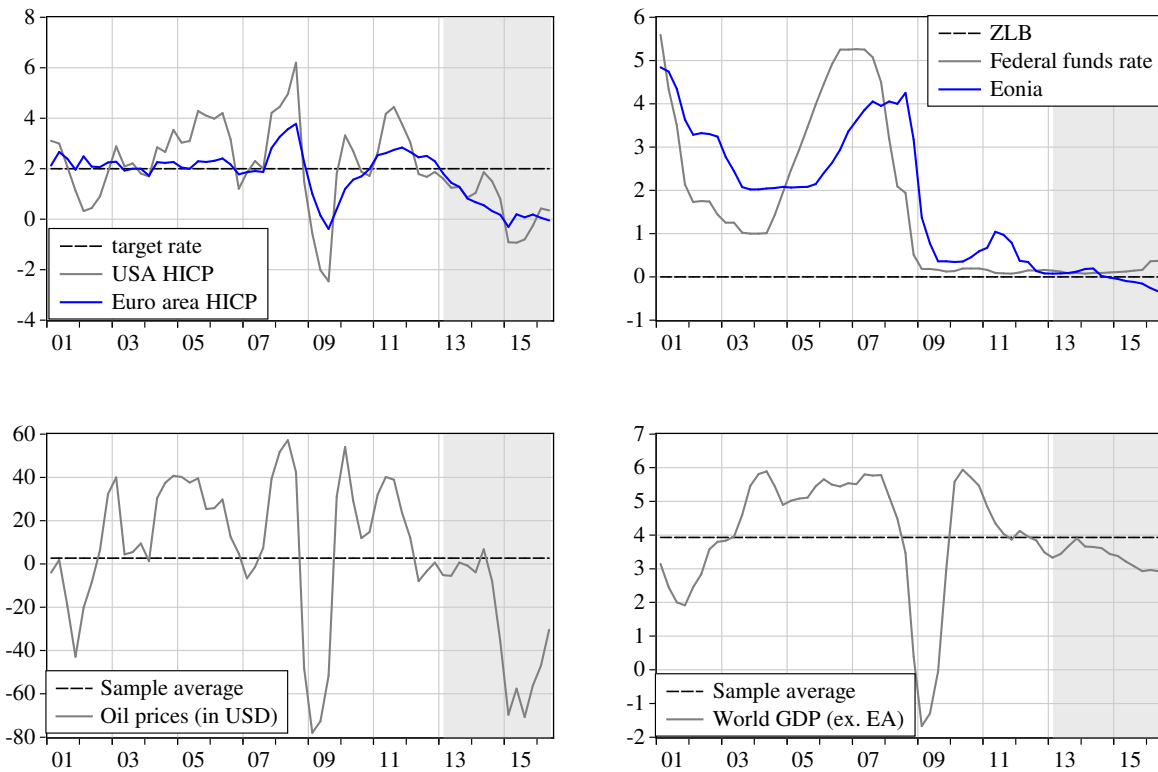 8
6
4
2
0
-2
-4
target rate
USA HICP
Euro area HICP
01 03 05 07 09 11 13 15
6
5
4
3
2
1
0
-1
ZLB
Federal funds rate
Eonia
01 03 05 07 09 11 13 15
60
40
20
0
-20
-40
-60
-80
Sample average
Oil prices (in USD)
01 03 05 07 09 11 13 15
7
6
5
4
3
2
1
0
-1
-2
Sample average
World GDP (ex. EA)
01 03 05 07 09 11 13 15